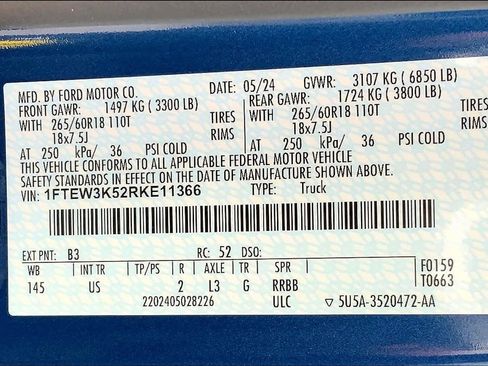 MFD. BY FORD MOTOR CO. DATE: 05/24 GVWR: 3107 KG (6850 LB)
FRONT GAWR: 1497 KG (3300 LB) REAR GAWR: 1724 KG (3800 LB)
WITH 265/60R18 110T TIRES WITH 265/60R18 110T TIRES
18x7.5J RIMS 18x7.5J RIMS
AT 250 kPa/ 36 PSI COLD AT 250 kPa/ 36 PSI COLD
THIS VEHICLE CONFORMS TO ALL APPLICABLE FEDERAL MOTOR VEHICLE
SAFETY STANDARDS IN EFFECT ON THE DATE OF MANUFACTURE SHOWN ABOVE.
VIN: 1FTEW3K52RKE11366 TYPE: Truck
EXT PNT: B3 RC: 52 DSO:
WB INT TR TP/PS R AXLE TR SPR F0159
145 US 2 L3 G RRBB T0663
2202405028226 ULC ▽ 5U5A-3520472-AA